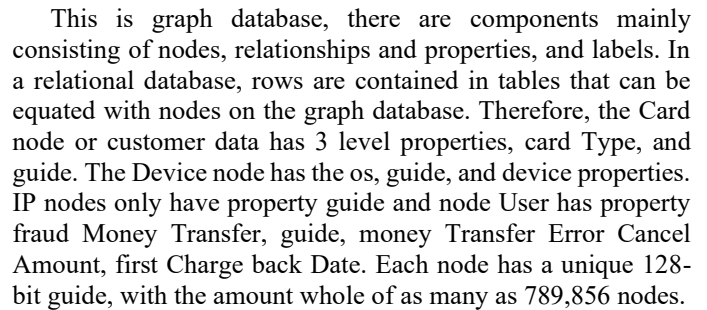 This is graph database, there are components mainly
consisting of nodes, relationships and properties, and labels. In
a relational database, rows are contained in tables that can be
equated with nodes on the graph database. Therefore, the Card
node or customer data has 3 level properties, card Type, and
guide. The Device node has the os, guide, and device properties.
IP nodes only have property guide and node User has property
fraud Money Transfer, guide, money Transfer Error Cancel
Amount, first Charge back Date. Each node has a unique 128-
bit guide, with the amount whole of as many as 789,856 nodes.